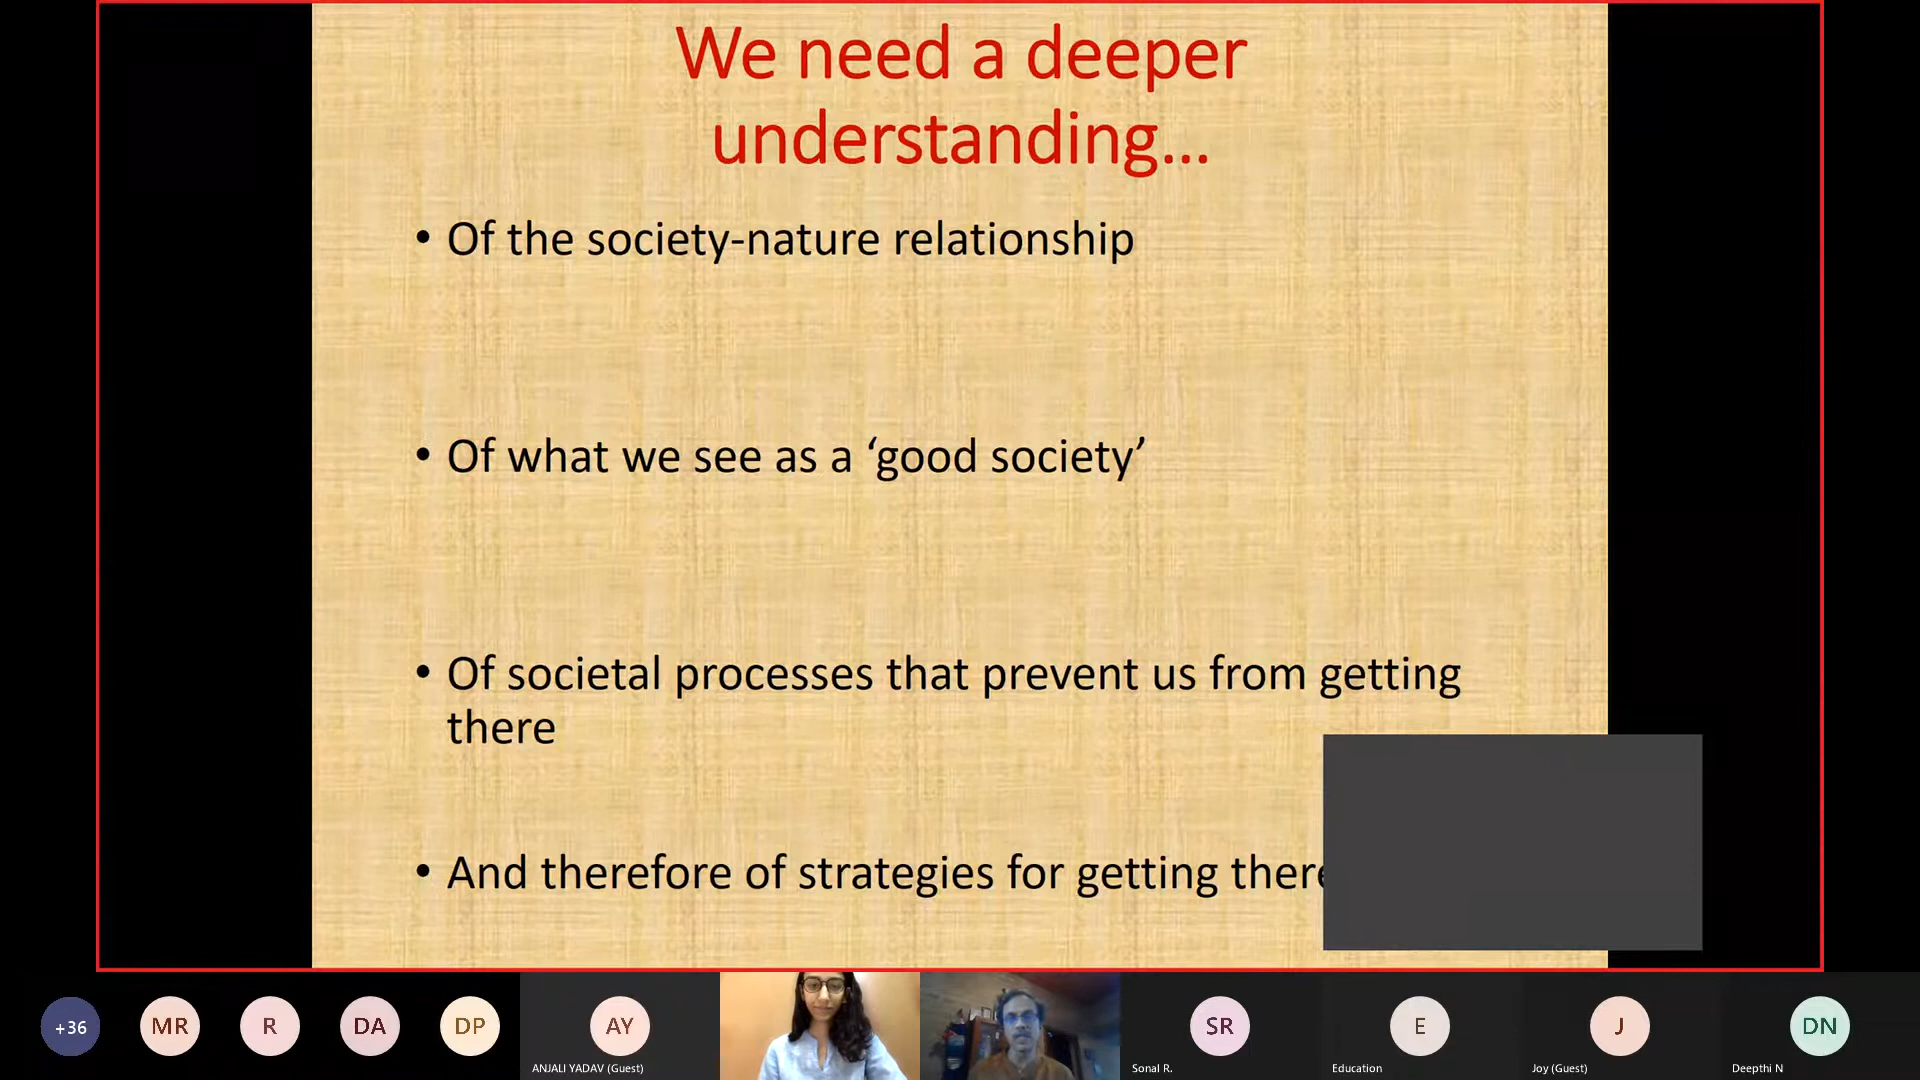 We need a deeper
understanding...
• Of the society-nature relationship
• Of what we see as a ‘good society’
• Of societal processes that prevent us from getting
there
• And therefore of strategies for getting there
+36
MR
R
DA
DP
AY
SR
E
J
DN
ANJALI YADAV (Guest)
Sonal R.
Education
Joy (Guest)
Deepthi N